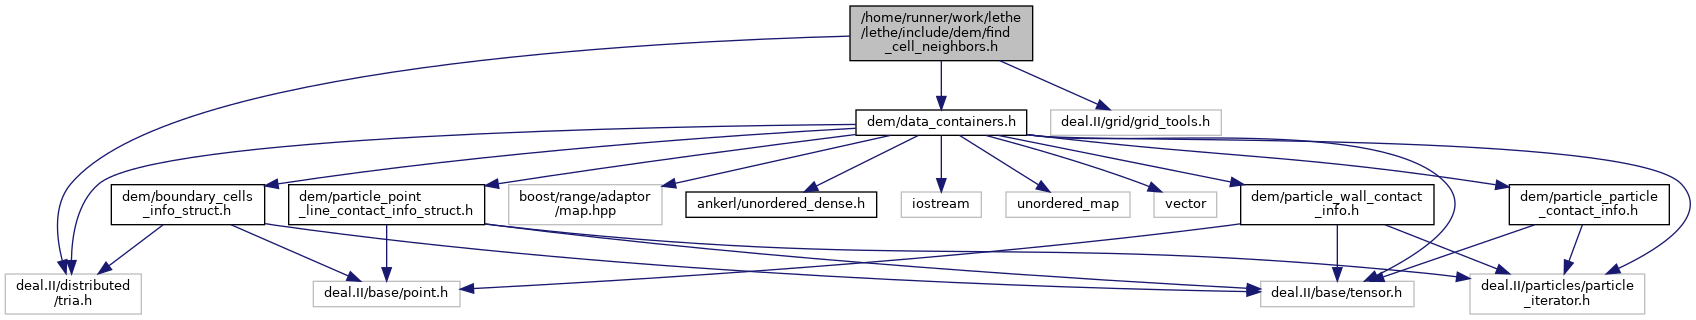 /home/runner/work/lethe
/lethe/include/dem/find
_cell_neighbors.h
dem/data_containers.h
deal.II/grid/grid_tools.h
dem/boundary_cells
_info_struct.h
dem/particle_point
_line_contact_info_struct.h
boost/range/adaptor
/map.hpp
ankerl/unordered_dense.h
iostream
unordered_map
vector
dem/particle_wall_contact
_info.h
dem/particle_particle
_contact_info.h
deal.II/distributed
/tria.h
deal.II/base/point.h
deal.II/base/tensor.h
deal.II/particles/particle
_iterator.h